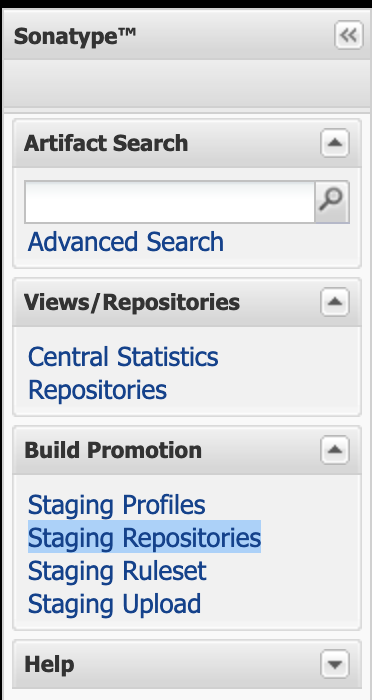 Sonatype™
Artifact Search
Advanced Search
Views/Repositories
Central Statistics
Repositories
Build Promotion
Staging Profiles
Staging Repositories
Staging Ruleset
Staging Upload
Help